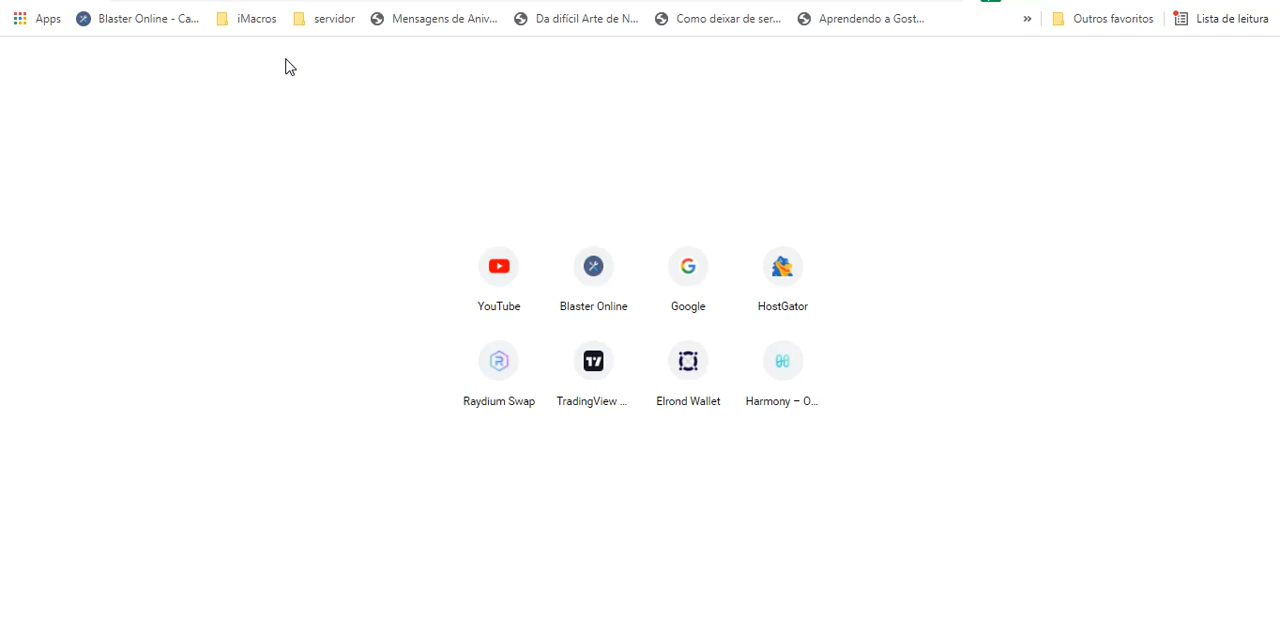 Apps Blaster Online - Ca... iMacros servidor Mensagens de Aniv... Da difícil Arte de N... Como deixar de ser... Aprendendo a Gost... » Outros favoritos Lista de leitura
YouTube Blaster Online Google HostGator
Raydium Swap TradingView ... Elrond Wallet Harmony – O...